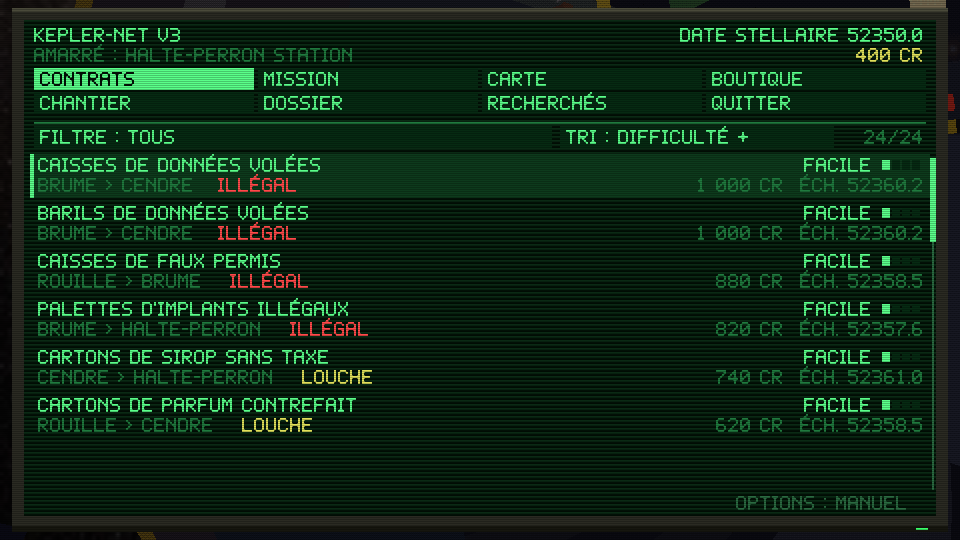 KEPLER-NET V3 DATE STELLAIRE 52350.0
AMARRÉ : HALTE-PERRON STATION 400 CR
CONTRATS MISSION CARTE BOUTIQUE
CHANTIER DOSSIER RECHERCHÉS QUITTER
FILTRE : TOUS TRI : DIFFICULTÉ + 24/24
CAISSES DE DONNÉES VOLÉES FACILE
BRUME > CENDRE ILLÉGAL 1 000 CR ÉCH. 52360.2
BARILS DE DONNÉES VOLÉES FACILE
BRUME > CENDRE ILLÉGAL 1 000 CR ÉCH. 52360.2
CAISSES DE FAUX PERMIS FACILE
ROUILLE > BRUME ILLÉGAL 880 CR ÉCH. 52358.5
PALETTES D'IMPLANTS ILLÉGAUX FACILE
BRUME > HALTE-PERRON ILLÉGAL 820 CR ÉCH. 52357.6
CARTONS DE SIROP SANS TAXE FACILE
CENDRE > HALTE-PERRON LOUCHE 740 CR ÉCH. 52361.0
CARTONS DE PARFUM CONTREFAIT FACILE
ROUILLE > CENDRE LOUCHE 620 CR ÉCH. 52358.5
OPTIONS : MANUEL